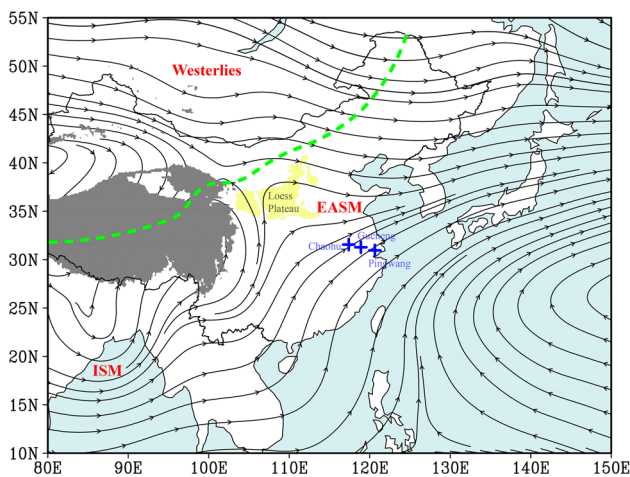 55N
50N
45N
40N
35N
30N
25N
20N
15N
10N
Westerlies
Loess
Plateau
EASM
Gucheng
Chaohu
Pingwang
ISM
80E 90E 100E 110E 120E 130E 140E 150E